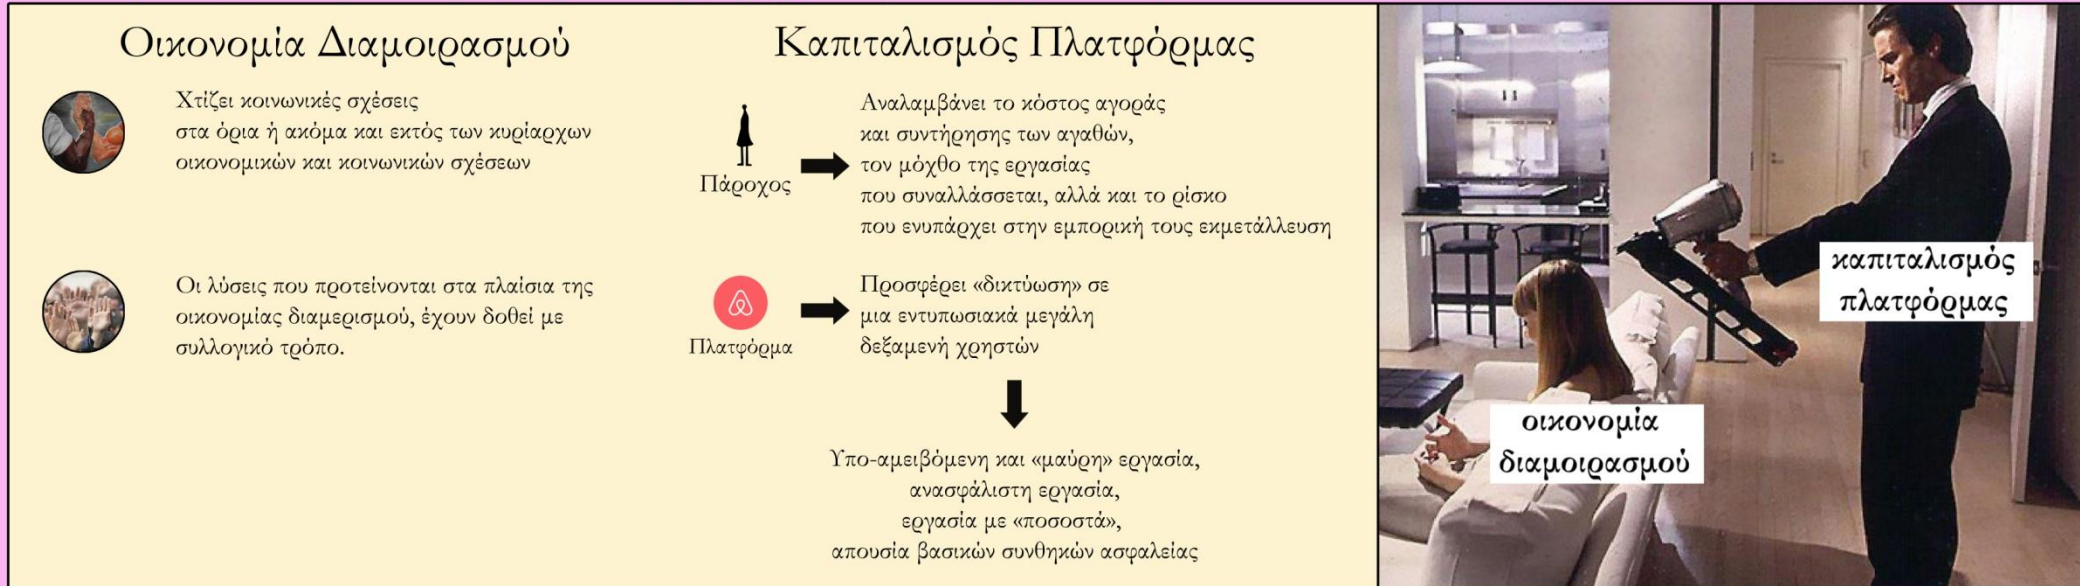 Οικονομία Διαμοιρασμού
Χτίζει κοινωνικές σχέσεις
στα όρια ή ακόμα και εκτός των κυρίαρχων
οικονομικών και κοινωνικών σχέσεων
Οι λύσεις που προτείνονται στα πλαίσια της
οικονομίας διαμερισμού, έχουν δοθεί με
συλλογικό τρόπο.
Καπιταλισμός Πλατφόρμας
Πάροχος
Αναλαμβάνει το κόστος αγοράς
και συντήρησης των αγαθών,
τον μόχθο της εργασίας
που συναλλάσσεται, αλλά και το ρίσκο
που ενυπάρχει στην εμπορική τους εκμετάλλευση
Πλατφόρμα
Προσφέρει «δικτύωση» σε
μια εντυπωσιακά μεγάλη
δεξαμενή χρηστών
Υπο-αμειβόμενη και «μαύρη» εργασία,
ανασφάλιστη εργασία,
εργασία με «ποσοστά»,
απουσία βασικών συνθηκών ασφαλείας
καπιταλισμός
πλατφόρμας
οικονομία
διαμοιρασμού